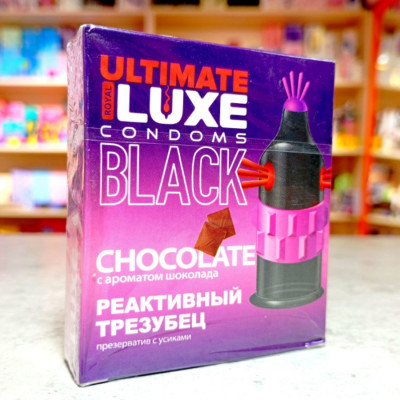 ULTIMATE
ROYAL
LUXE
CONDOMS
BLACK
CHOCOLATE
с ароматом шоколада
РЕАКТИВНЫЙ
ТРЕЗУБЕЦ
презерватив с усиками